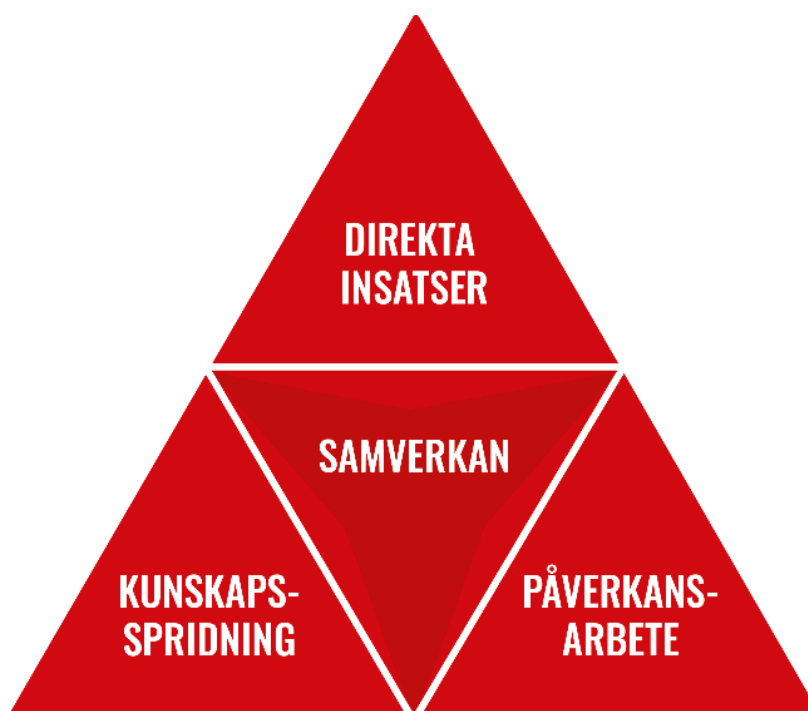 DIREKTA
INSATSER
SAMVERKAN
KUNSKAPS-
SPRIDNING
PÅVERKANS-
ARBETE